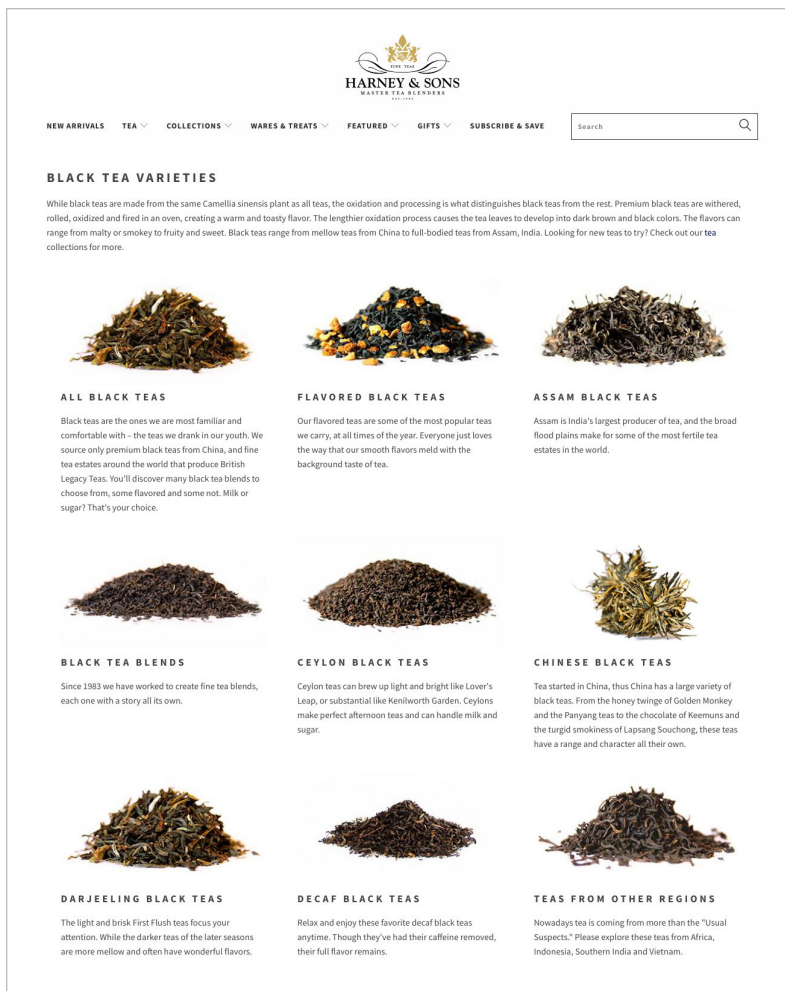 FINE TEAS
HARNEY & SONS
MASTER TEA BLENDERS
EST. 1983
NEW ARRIVALS TEA COLLECTIONS WARES & TREATS FEATURED GIFTS SUBSCRIBE & SAVE Search
BLACK TEA VARIETIES
While black teas are made from the same Camellia sinensis plant as all teas, the oxidation and processing is what distinguishes black teas from the rest. Premium black teas are withered,
rolled, oxidized and fired in an oven, creating a warm and toasty flavor. The lengthier oxidation process causes the tea leaves to develop into dark brown and black colors. The flavors can
range from malty or smokey to fruity and sweet. Black teas range from mellow teas from China to full-bodied teas from Assam, India. Looking for new teas to try? Check out our tea
collections for more.
ALL BLACK TEAS
Black teas are the ones we are most familiar and
comfortable with – the teas we drank in our youth. We
source only premium black teas from China, and fine
tea estates around the world that produce British
Legacy Teas. You'll discover many black tea blends to
choose from, some flavored and some not. Milk or
sugar? That's your choice.
FLAVORED BLACK TEAS
Our flavored teas are some of the most popular teas
we carry, at all times of the year. Everyone just loves
the way that our smooth flavors meld with the
background taste of tea.
ASSAM BLACK TEAS
Assam is India's largest producer of tea, and the broad
flood plains make for some of the most fertile tea
estates in the world.
BLACK TEA BLENDS
Since 1983 we have worked to create fine tea blends,
each one with a story all its own.
CEYLON BLACK TEAS
Ceylon teas can brew up light and bright like Lover's
Leap, or substantial like Kenilworth Garden. Ceylons
make perfect afternoon teas and can handle milk and
sugar.
CHINESE BLACK TEAS
Tea started in China, thus China has a large variety of
black teas. From the honey twinge of Golden Monkey
and the Panyang teas to the chocolate of Keemuns and
the turgid smokiness of Lapsang Souchong, these teas
have a range and character all their own.
DARJEELING BLACK TEAS
The light and brisk First Flush teas focus your
attention. While the darker teas of the later seasons
are more mellow and often have wonderful flavors.
DECAF BLACK TEAS
Relax and enjoy these favorite decaf black teas
anytime. Though they've had their caffeine removed,
their full flavor remains.
TEAS FROM OTHER REGIONS
Nowadays tea is coming from more than the "Usual
Suspects." Please explore these teas from Africa,
Indonesia, Southern India and Vietnam.